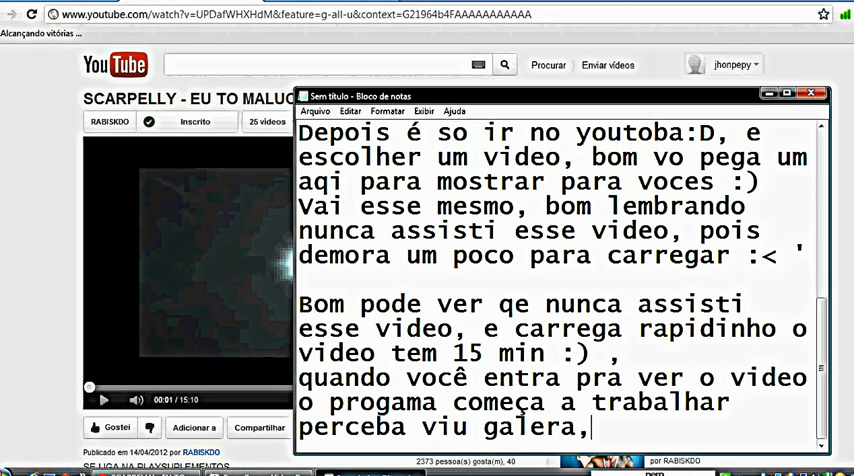 www.youtube.com/watch?v=UPDafWHXHdM&feature=g-all-u&context=G21964b4FAAAAAAAAAAA
Alcançando vitórias ...
YouTube
Procurar
Enviar vídeos
jhonpepy
SCARPELLY - EU TO MALUC
RABISKDO
Inscrito
25 vídeos
Sem título - Bloco de notas
Arquivo Editar Formatar Exibir Ajuda
Depois é so ir no youtoba:D, e
escolher um video, bom vo pega um
aqi para mostrar para voces :)
Vai esse mesmo, bom lembrando
nunca assisti esse video, pois
demora um poco para carregar :< '
Bom pode ver qe nunca assisti
esse video, e carrega rapidinho o
video tem 15 min :) ,
quando você entra pra ver o video
o progama começa a trabalhar
perceba viu galera,
00:01 / 15:10
Gostei
Adicionar a
Compartilhar
Publicado em 14/04/2012 por RABISKDO
SE LIGA NA PLAYSUPLEMENTOS
2373 pessoa(s) gosta(m), 40
por RABISKDO